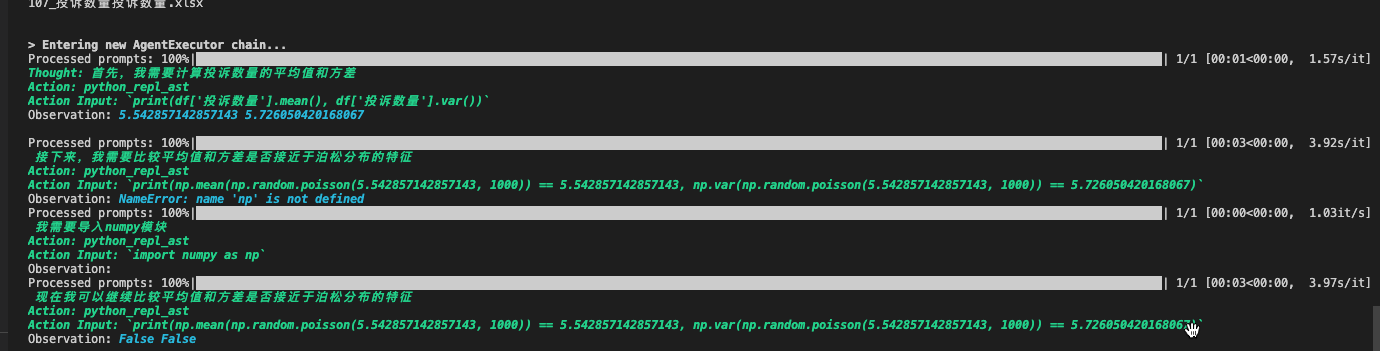 107_投诉数量投诉数量.xlsx
> Entering new AgentExecutor chain...
Processed prompts: 100%| | 1/1 [00:01<00:00, 1.57s/it]
Thought: 首先，我需要计算投诉数量的平均值和方差
Action: python_repl_ast
Action Input: `print(df['投诉数量'].mean(), df['投诉数量'].var())`
Observation: 5.542857142857143 5.726050420168067
Processed prompts: 100%| | 1/1 [00:03<00:00, 3.92s/it]
接下来，我需要比较平均值和方差是否接近于泊松分布的特征
Action: python_repl_ast
Action Input: `print(np.mean(np.random.poisson(5.542857142857143, 1000)) == 5.542857142857143, np.var(np.random.poisson(5.542857142857143, 1000)) == 5.726050420168067)`
Observation: NameError: name 'np' is not defined
Processed prompts: 100%| | 1/1 [00:00<00:00, 1.03it/s]
我需要导入numpy模块
Action: python_repl_ast
Action Input: `import numpy as np`
Observation:
Processed prompts: 100%| | 1/1 [00:03<00:00, 3.97s/it]
现在我可以继续比较平均值和方差是否接近于泊松分布的特征
Action: python_repl_ast
Action Input: `print(np.mean(np.random.poisson(5.542857142857143, 1000)) == 5.542857142857143, np.var(np.random.poisson(5.542857142857143, 1000)) == 5.726050420168067)`
Observation: False False